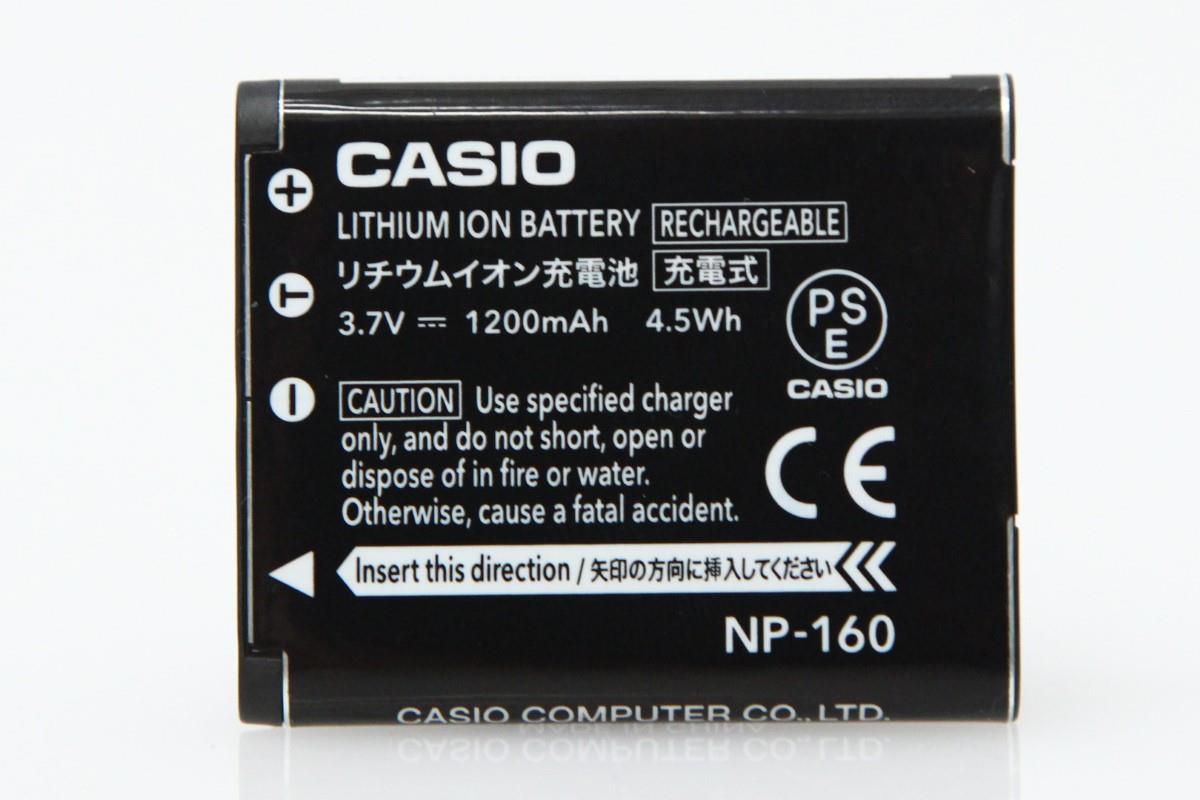 CASIO
+
LITHIUM ION BATTERY RECHARGEABLE
リチウムイオン充電池 充電式
T
3.7V ⎓ 1200mAh 4.5Wh
PS
E
CASIO
−
CAUTION Use specified charger
only, and do not short, open or
dispose of in fire or water.
Otherwise, cause a fatal accident.
CE
Insert this direction / 矢印の方向に挿入してください
NP-160
CASIO COMPUTER CO., LTD.
MADE IN CHINA